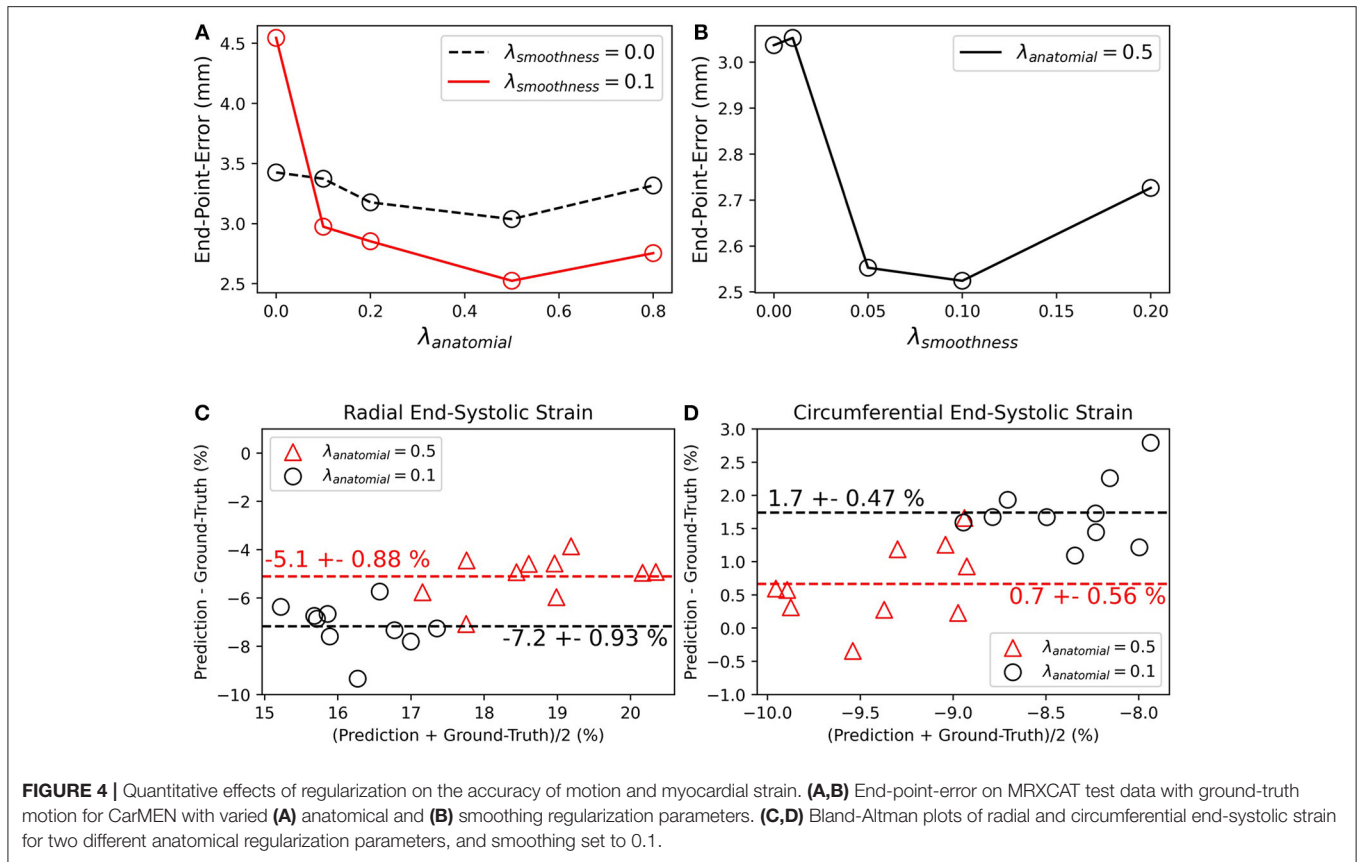 A
4.5
4.0
3.5
3.0
2.5
0.0 0.2 0.4 0.6 0.8
End-Point-Error (mm)
λanatomial
λsmoothness = 0.0
λsmoothness = 0.1
B
3.0
2.9
2.8
2.7
2.6
2.5
0.00 0.05 0.10 0.15 0.20
End-Point-Error (mm)
λsmoothness
λanatomial = 0.5
C
Radial End-Systolic Strain
0
−2
−4
−6
−8
−10
15 16 17 18 19 20
Prediction - Ground-Truth (%)
(Prediction + Ground-Truth)/2 (%)
λanatomial = 0.5
λanatomial = 0.1
-5.1 +- 0.88 %
-7.2 +- 0.93 %
D
Circumferential End-Systolic Strain
3.0
2.5
2.0
1.5
1.0
0.5
0.0
−0.5
−1.0
−10.0 −9.5 −9.0 −8.5 −8.0
Prediction - Ground-Truth (%)
(Prediction + Ground-Truth)/2 (%)
1.7 +- 0.47 %
0.7 +- 0.56 %
λanatomial = 0.5
λanatomial = 0.1
FIGURE 4 | Quantitative effects of regularization on the accuracy of motion and myocardial strain. (A,B) End-point-error on MRXCAT test data with ground-truth
motion for CarMEN with varied (A) anatomical and (B) smoothing regularization parameters. (C,D) Bland-Altman plots of radial and circumferential end-systolic strain
for two different anatomical regularization parameters, and smoothing set to 0.1.